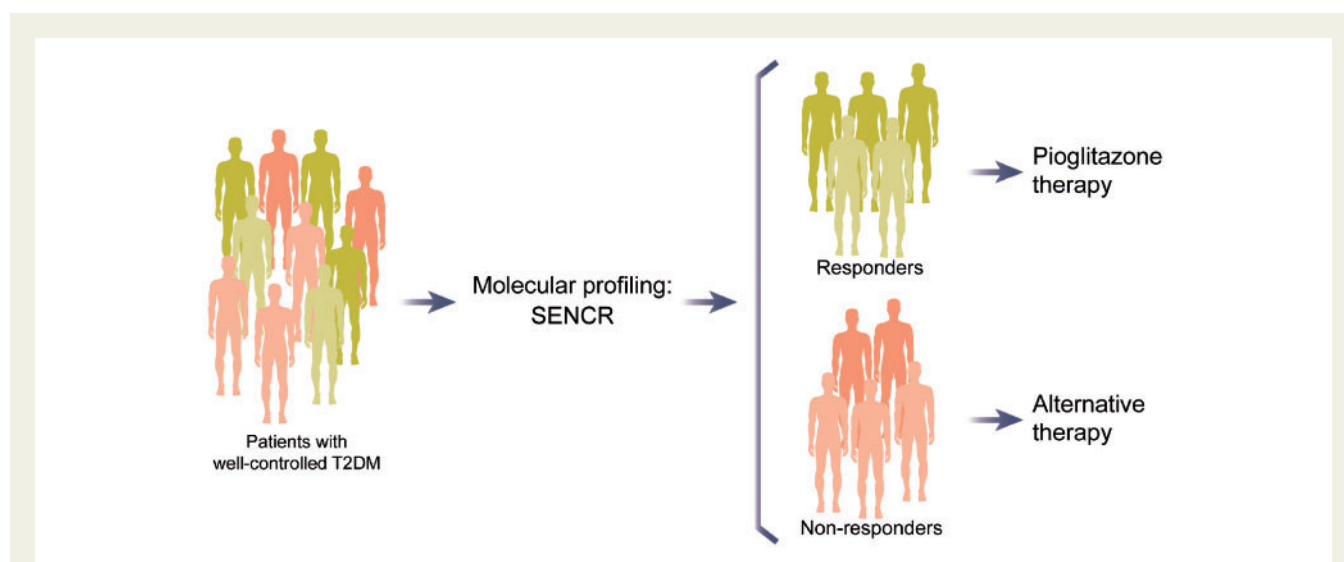 Patients with
well-controlled T2DM
Molecular profiling:
SENCR
Responders
Pioglitazone
therapy
Non-responders
Alternative
therapy